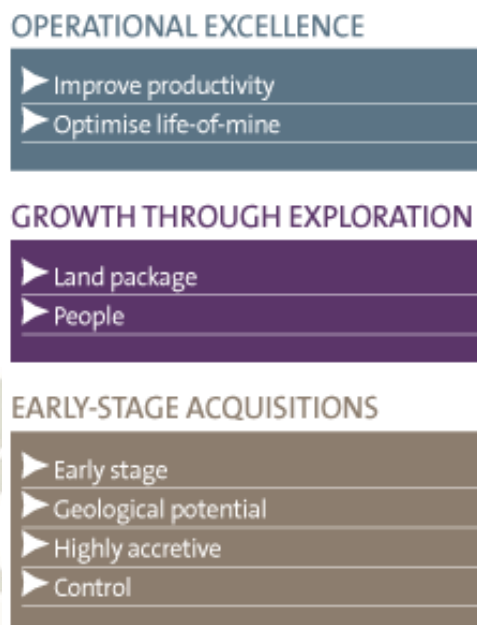 OPERATIONAL EXCELLENCE
Improve productivity
Optimise life-of-mine
GROWTH THROUGH EXPLORATION
Land package
People
EARLY-STAGE ACQUISITIONS
Early stage
Geological potential
Highly accretive
Control